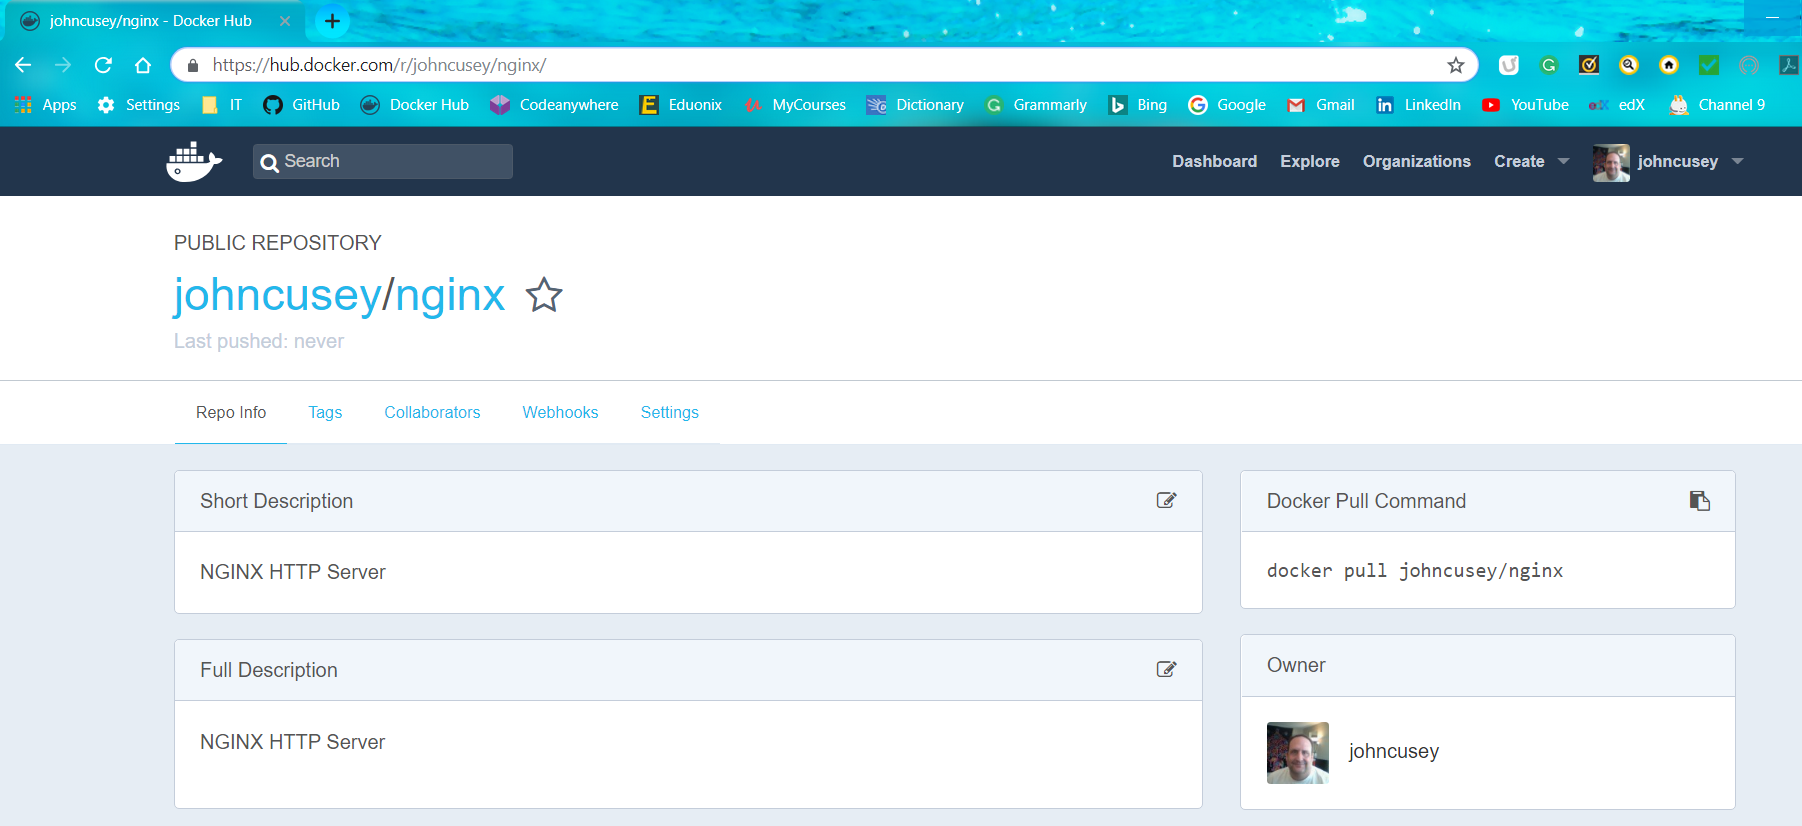 johncusey/nginx - Docker Hub
https://hub.docker.com/r/johncusey/nginx/
Apps Settings IT GitHub Docker Hub Codeanywhere Eduonix MyCourses Dictionary Grammarly Bing Google Gmail LinkedIn YouTube edX Channel 9
Search Dashboard Explore Organizations Create johncusey
PUBLIC REPOSITORY
johncusey/nginx
Last pushed: never
Repo Info Tags Collaborators Webhooks Settings
Short Description
NGINX HTTP Server
Full Description
NGINX HTTP Server
Docker Pull Command
docker pull johncusey/nginx
Owner
johncusey